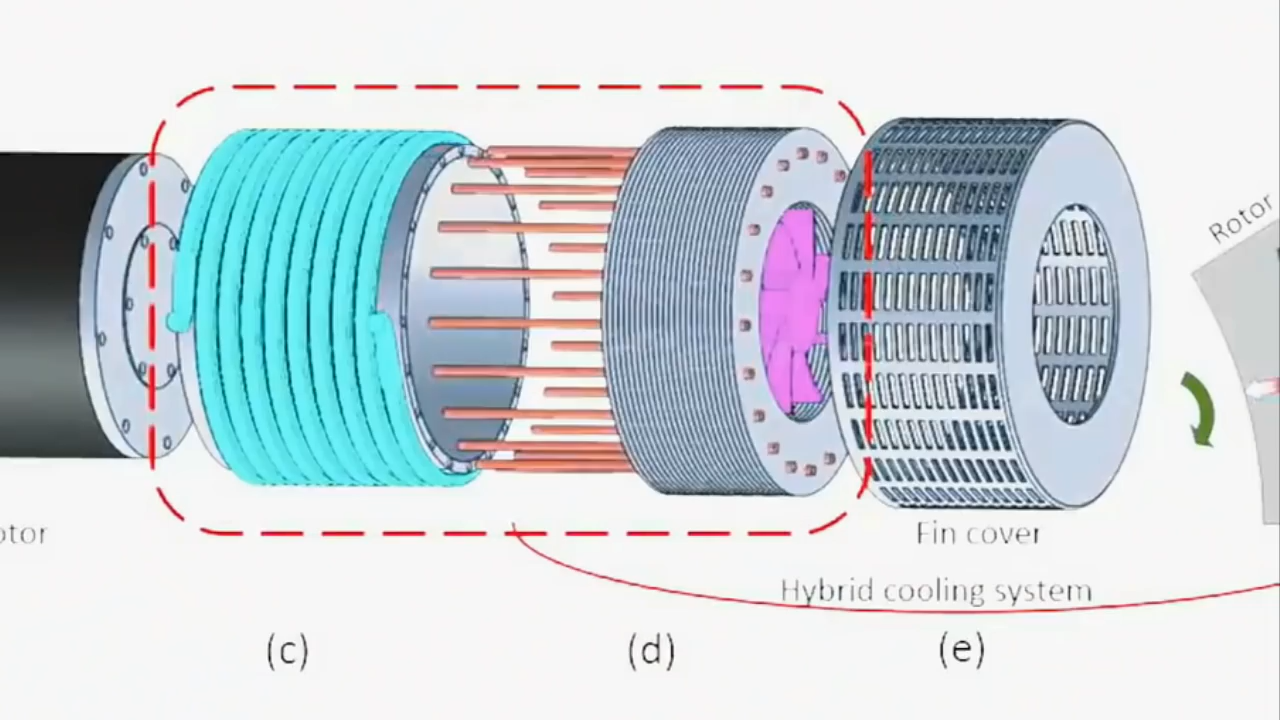 Rotor
otor
Fin cover
Hybrid cooling system
(c)
(d)
(e)